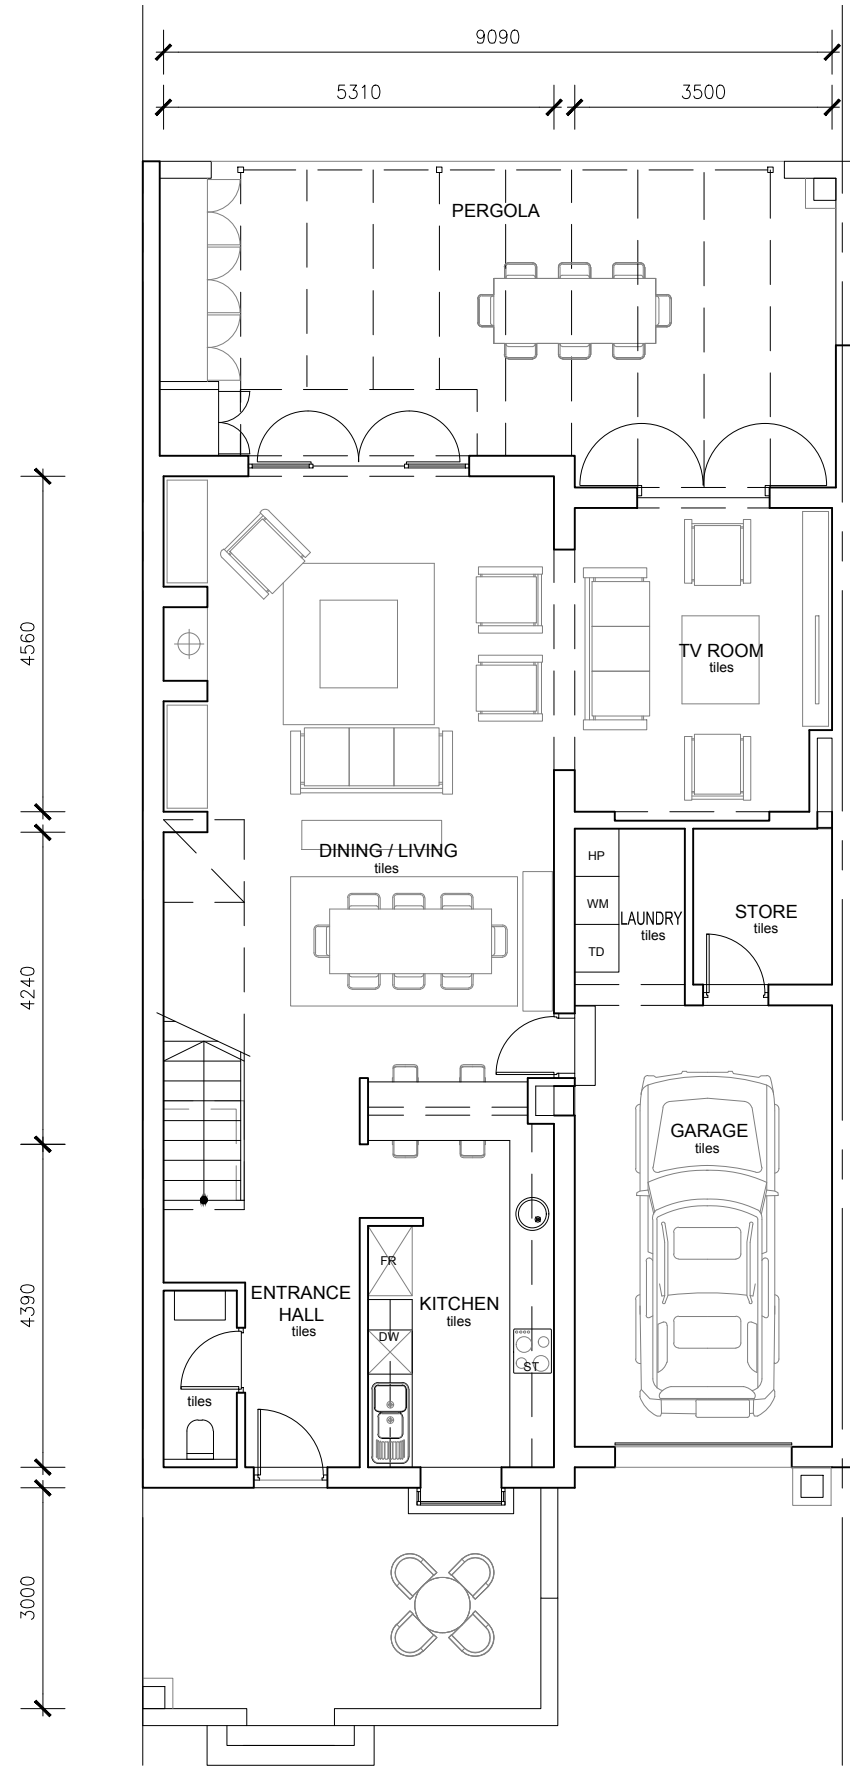 9090
5310
3500
PERGOLA
4560
TV ROOM
tiles
DINING / LIVING
tiles
HP
WM
TD
LAUNDRY
tiles
STORE
tiles
4240
GARAGE
tiles
FR
4390
ENTRANCE
HALL
tiles
KITCHEN
tiles
DW
ST
tiles
3000